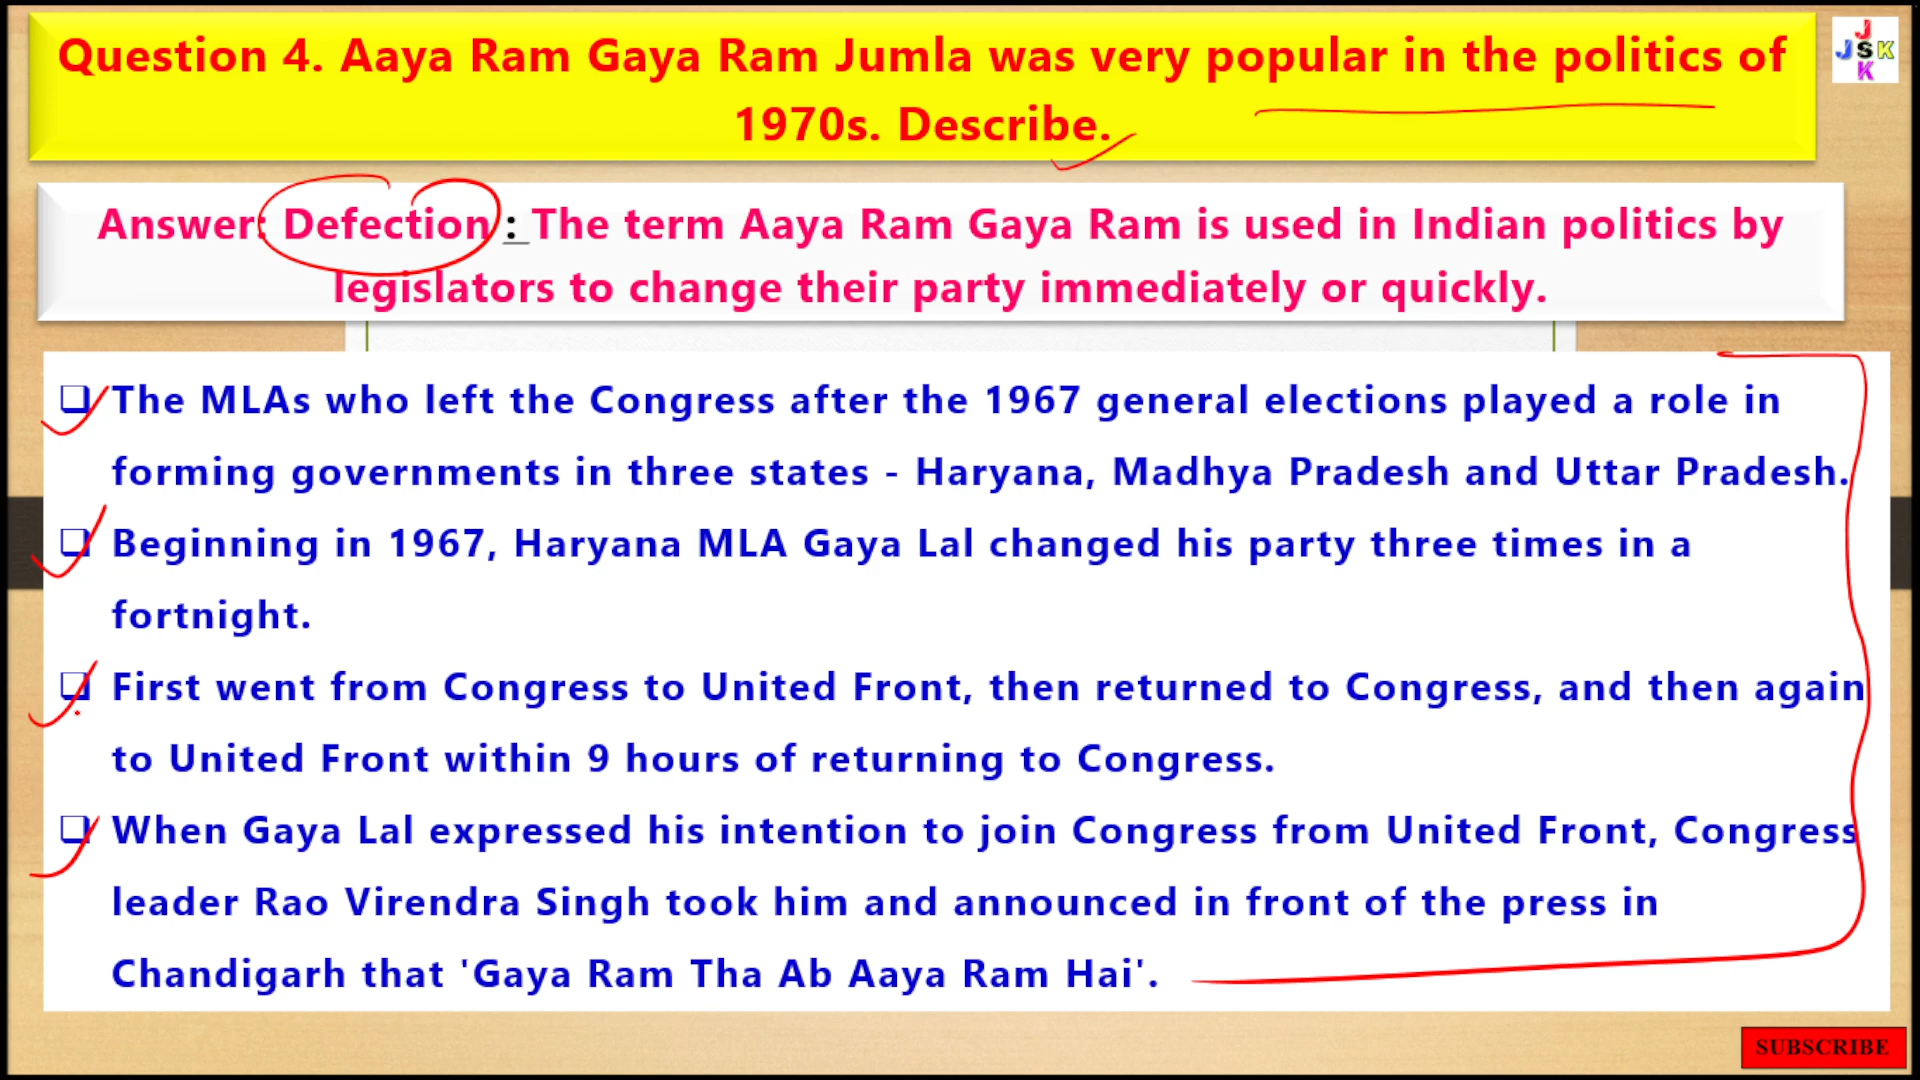 Question 4. Aaya Ram Gaya Ram Jumla was very popular in the politics of
1970s. Describe.
J
J S K
K
Answer: Defection : The term Aaya Ram Gaya Ram is used in Indian politics by
legislators to change their party immediately or quickly.
❑ The MLAs who left the Congress after the 1967 general elections played a role in
forming governments in three states - Haryana, Madhya Pradesh and Uttar Pradesh.
❑ Beginning in 1967, Haryana MLA Gaya Lal changed his party three times in a
fortnight.
❑ First went from Congress to United Front, then returned to Congress, and then again
to United Front within 9 hours of returning to Congress.
❑ When Gaya Lal expressed his intention to join Congress from United Front, Congress
leader Rao Virendra Singh took him and announced in front of the press in
Chandigarh that 'Gaya Ram Tha Ab Aaya Ram Hai'.
SUBSCRIBE